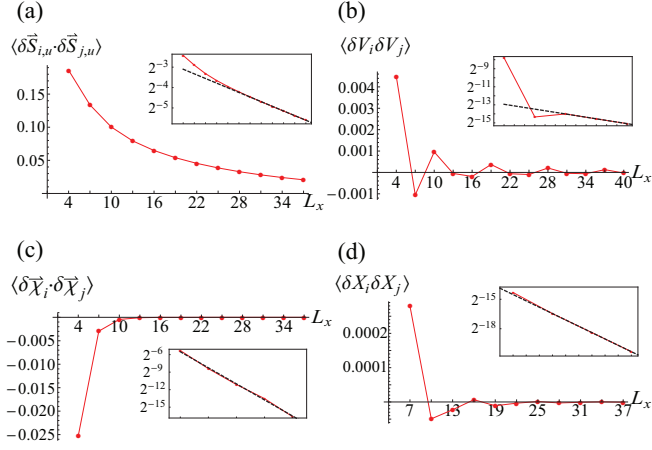 (a)
⟨δS⃗i,u·δS⃗j,u⟩
0.15
0.10
0.05
4 10 16 22 28 34 Lx
2^-3
2^-4
2^-5
(b)
⟨δViδVj⟩
0.004
0.003
0.002
0.001
-0.001
4 10 16 22 28 34 40 Lx
2^-9
2^-11
2^-13
2^-15
(c)
⟨δχ⃗i·δχ⃗j⟩
4 10 16 22 28 34 Lx
-0.005
-0.010
-0.015
-0.020
-0.025
2^-6
2^-9
2^-12
2^-15
(d)
⟨δXiδXj⟩
0.0002
0.0001
7 13 19 25 31 37 Lx
2^-15
2^-18